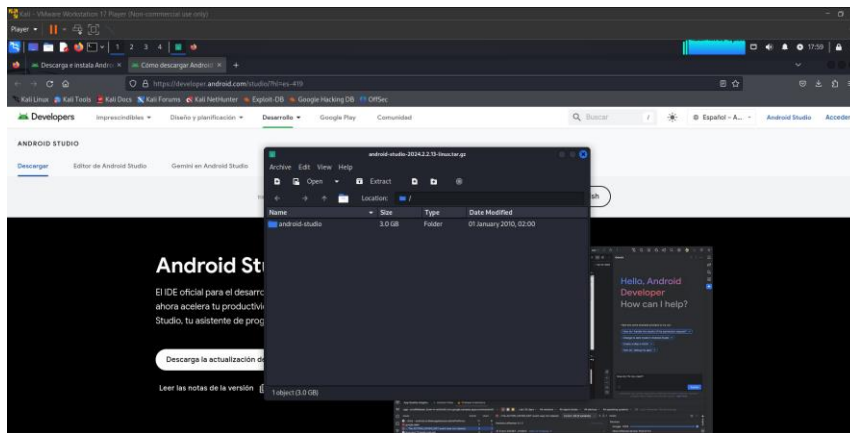 Kali - VMware Workstation 17 Player (Non-commercial use only)
Player
1 2 3 4
17:59
Descarga e instala Andro
Cómo descargar Android
https://developer.android.com/studio?hl=es-419
Kali Linux Kali Tools Kali Docs Kali Forums Kali NetHunter Exploit-DB Google Hacking DB OffSec
Developers Imprescindibles Diseño y planificación Desarrollo Google Play Comunidad Buscar / Español – A... Android Studio Acceder
ANDROID STUDIO
Descargar Editor de Android Studio Gemini en Android Studio
android-studio-2024.2.2.13-linux.tar.gz
Archive Edit View Help
Open Extract
Location: /
Name Size Type Date Modified
android-studio 3.0 GB Folder 01 January 2010, 02:00
1 object (3.0 GB)
Android Stu
El IDE oficial para el desarro
ahora acelera tu productivi
Studio, tu asistente de prog
Descarga la actualización de
Leer las notas de la versión
Hello, Android
Developer
How can I help?